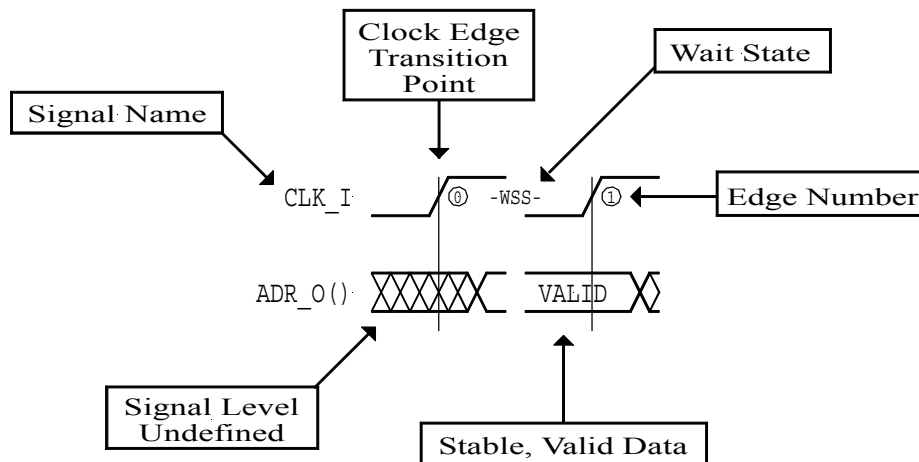 Clock Edge
Transition
Point
Wait State
Signal Name
CLK_I
0
-WSS-
1
Edge Number
ADR_O()
VALID
Signal Level
Undefined
Stable, Valid Data